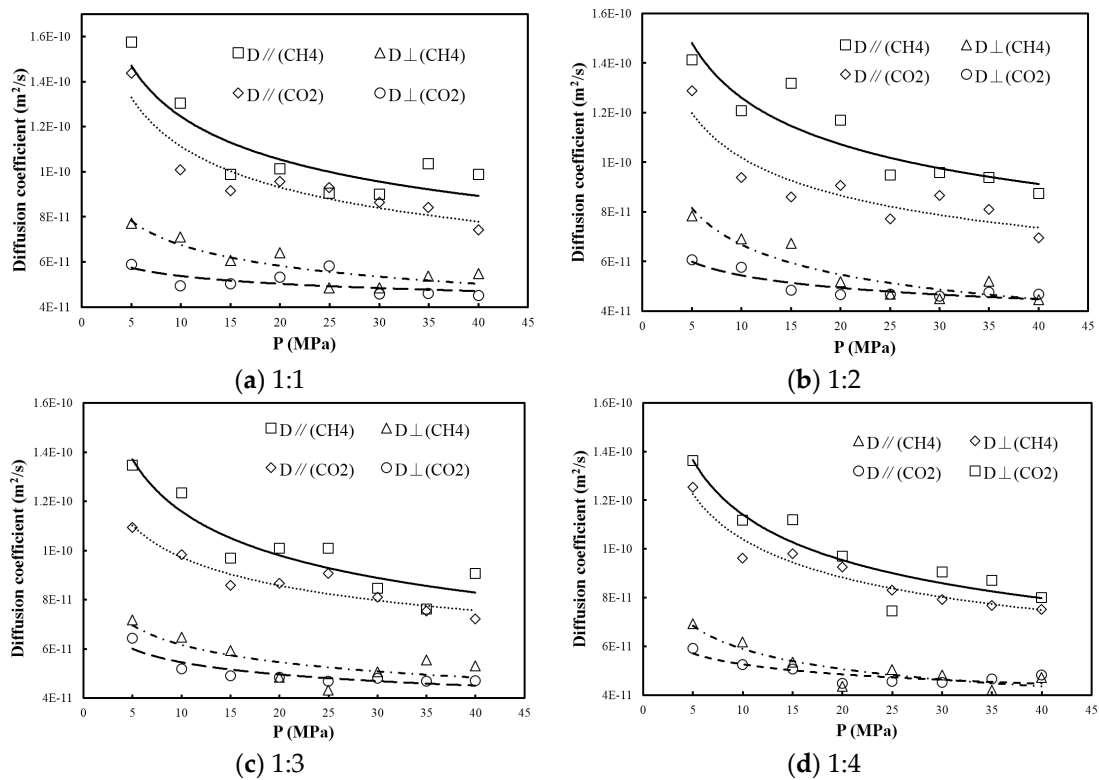 1.6E-10
1.4E-10
1.2E-10
1E-10
8E-11
6E-11
4E-11
Diffusion coefficient (m²/s)
D⫽(CH4) D⊥(CH4)
D⫽(CO2) D⊥(CO2)
0 5 10 15 20 25 30 35 40 45
P (MPa)
(a) 1:1
1.6E-10
1.4E-10
1.2E-10
1E-10
8E-11
6E-11
4E-11
Diffusion coefficient (m²/s)
D⫽(CH4) D⊥(CH4)
D⫽(CO2) D⊥(CO2)
0 5 10 15 20 25 30 35 40 45
P (MPa)
(b) 1:2
1.6E-10
1.4E-10
1.2E-10
1E-10
8E-11
6E-11
4E-11
Diffusion coefficient (m²/s)
D⫽(CH4) D⊥(CH4)
D⫽(CO2) D⊥(CO2)
0 5 10 15 20 25 30 35 40 45
P (MPa)
(c) 1:3
1.6E-10
1.4E-10
1.2E-10
1E-10
8E-11
6E-11
4E-11
Diffusion coefficient (m²/s)
D⫽(CH4) D⊥(CH4)
D⫽(CO2) D⊥(CO2)
0 5 10 15 20 25 30 35 40 45
P (MPa)
(d) 1:4